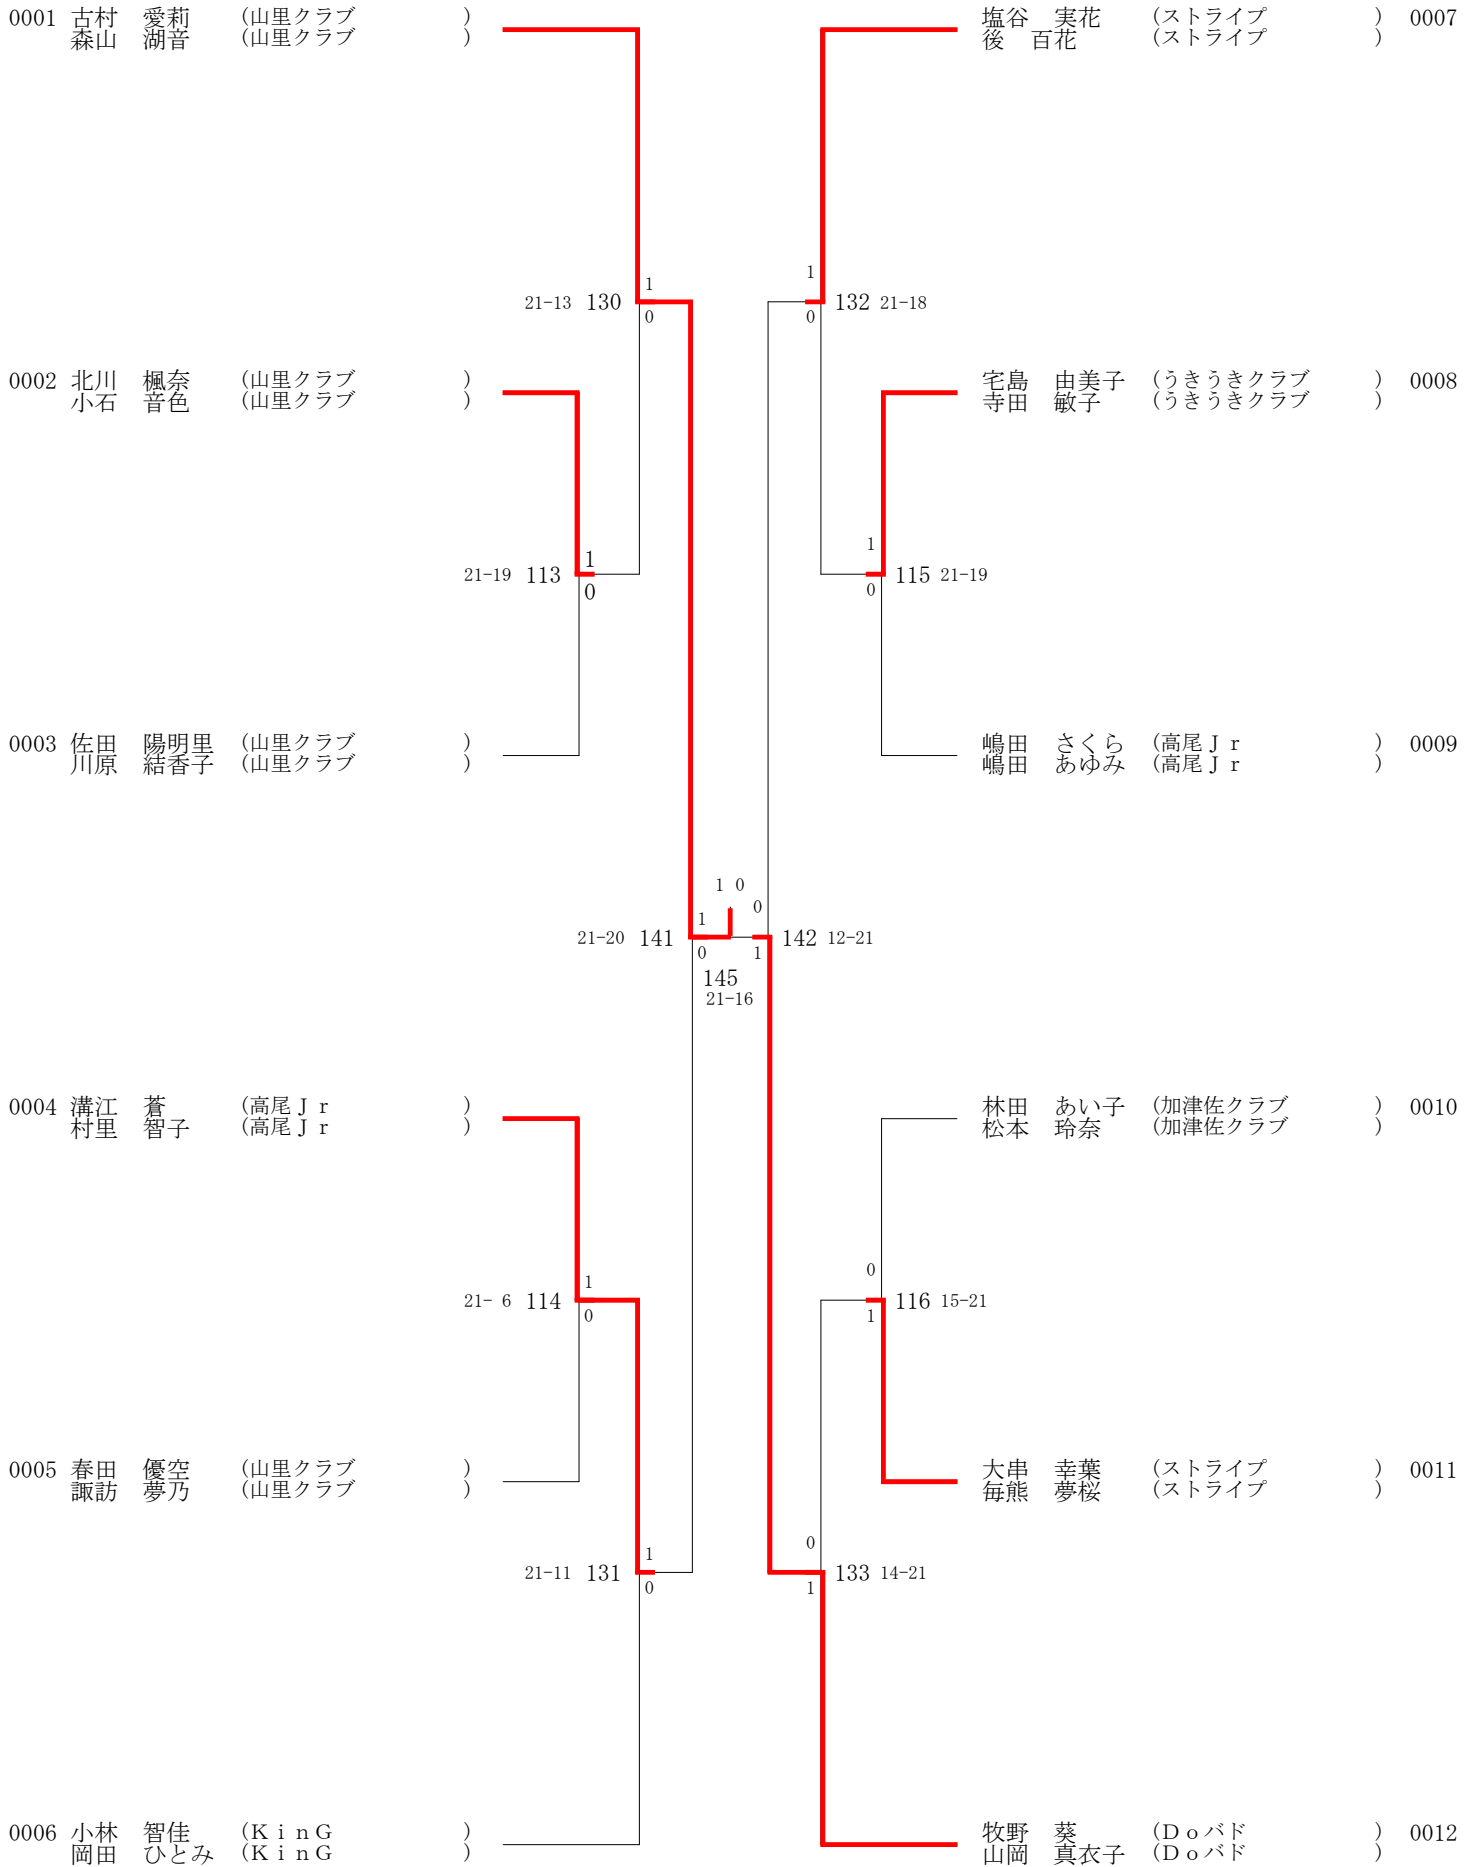 0001 古村　愛莉　（山里クラブ　　　　　）
森山　湖音　（山里クラブ　　　　　）
塩谷　実花　（ストライプ　　　　　） 0007
後　百花　（ストライプ　　　　　）
1
21-13 130
0
1
132 21-18
0
0002 北川　楓奈　（山里クラブ　　　　　）
小石　音色　（山里クラブ　　　　　）
宅島　由美子　（うきうきクラブ　　　） 0008
寺田　敏子　（うきうきクラブ　　　）
1
21-19 113
0
1
115 21-19
0
0003 佐田　陽明里　（山里クラブ　　　　　）
川原　結香子　（山里クラブ　　　　　）
嶋田　さくら　（高尾Ｊｒ　　　　　　） 0009
嶋田　あゆみ　（高尾Ｊｒ　　　　　　）
1 0
1
21-20 141
0
0
142 12-21
1
145
21-16
0004 溝江　蒼　（高尾Ｊｒ　　　　　　）
村里　智子　（高尾Ｊｒ　　　　　　）
林田　あい子　（加津佐クラブ　　　　） 0010
松本　玲奈　（加津佐クラブ　　　　）
1
21- 6 114
0
0
116 15-21
1
0005 春田　優空　（山里クラブ　　　　　）
諏訪　夢乃　（山里クラブ　　　　　）
大串　幸葉　（ストライプ　　　　　） 0011
毎熊　夢桜　（ストライプ　　　　　）
1
21-11 131
0
0
133 14-21
1
0006 小林　智佳　（ＫｉｎＧ　　　　　　）
岡田　ひとみ　（ＫｉｎＧ　　　　　　）
牧野　葵　（Ｄｏバド　　　　　　） 0012
山岡　真衣子　（Ｄｏバド　　　　　　）